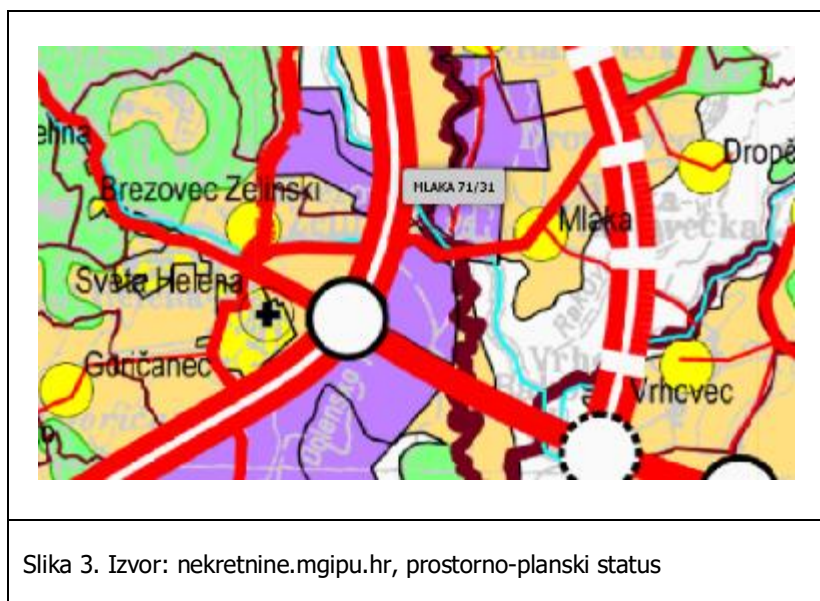 Dropč
MLAKA 71/31
Brezovec Zelinski
Mlaka
Sveta Helena
Goričanec
Vrhovec
Slika 3. Izvor: nekretnine.mgipu.hr, prostorno-planski status